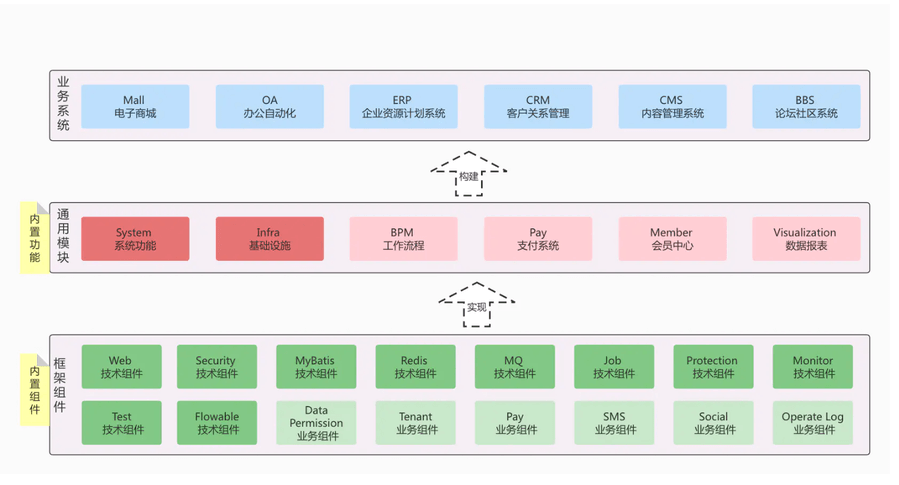 业务系统
Mall
电子商城
OA
办公自动化
ERP
企业资源计划系统
CRM
客户关系管理
CMS
内容管理系统
BBS
论坛社区系统
构建
内置功能
通用模块
System
系统功能
Infra
基础设施
BPM
工作流程
Pay
支付系统
Member
会员中心
Visualization
数据报表
实现
内置组件
框架组件
Web
技术组件
Security
技术组件
MyBatis
技术组件
Redis
技术组件
MQ
技术组件
Job
技术组件
Protection
技术组件
Monitor
技术组件
Test
技术组件
Flowable
技术组件
Data
Permission
业务组件
Tenant
业务组件
Pay
业务组件
SMS
业务组件
Social
业务组件
Operate Log
业务组件